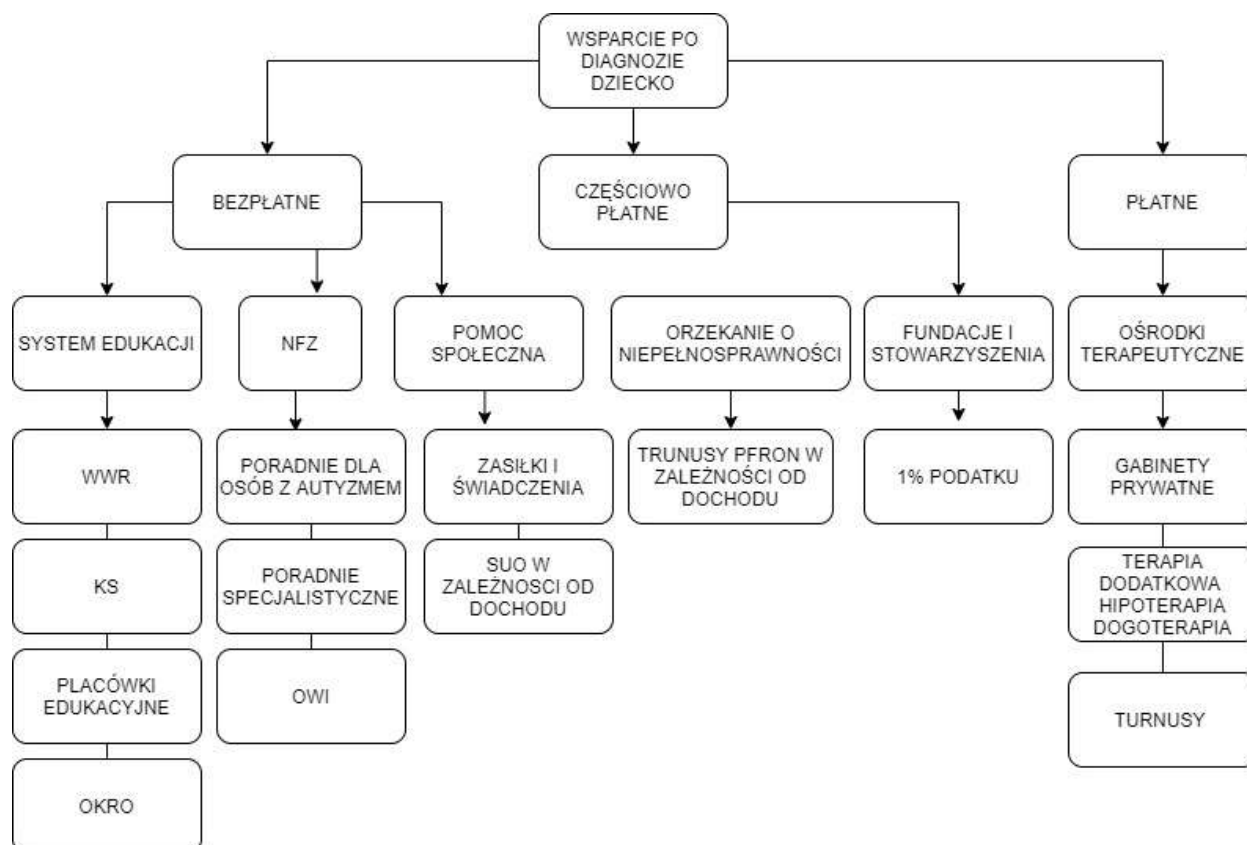 WSPARCIE PO
DIAGNOZIE
DZIECKO
BEZPŁATNE
CZĘŚCIOWO
PŁATNE
PŁATNE
SYSTEM EDUKACJI
NFZ
POMOC
SPOŁECZNA
ORZEKANIE O
NIEPEŁNOSPRAWNOŚCI
FUNDACJE I
STOWARZYSZENIA
OŚRODKI
TERAPEUTYCZNE
WWR
PORADNIE DLA
OSÓB Z AUTYZMEM
ZASIŁKI I
ŚWIADCZENIA
TRUNUSY PFRON W
ZALEŻNOŚCI OD
DOCHODU
1% PODATKU
GABINETY
PRYWATNE
KS
PORADNIE
SPECJALISTYCZNE
SUO W
ZALEŻNOSCI OD
DOCHODU
TERAPIA
DODATKOWA
HIPOTERAPIA
DOGOTERAPIA
PLACÓWKI
EDUKACYJNE
OWI
TURNUSY
OKRO